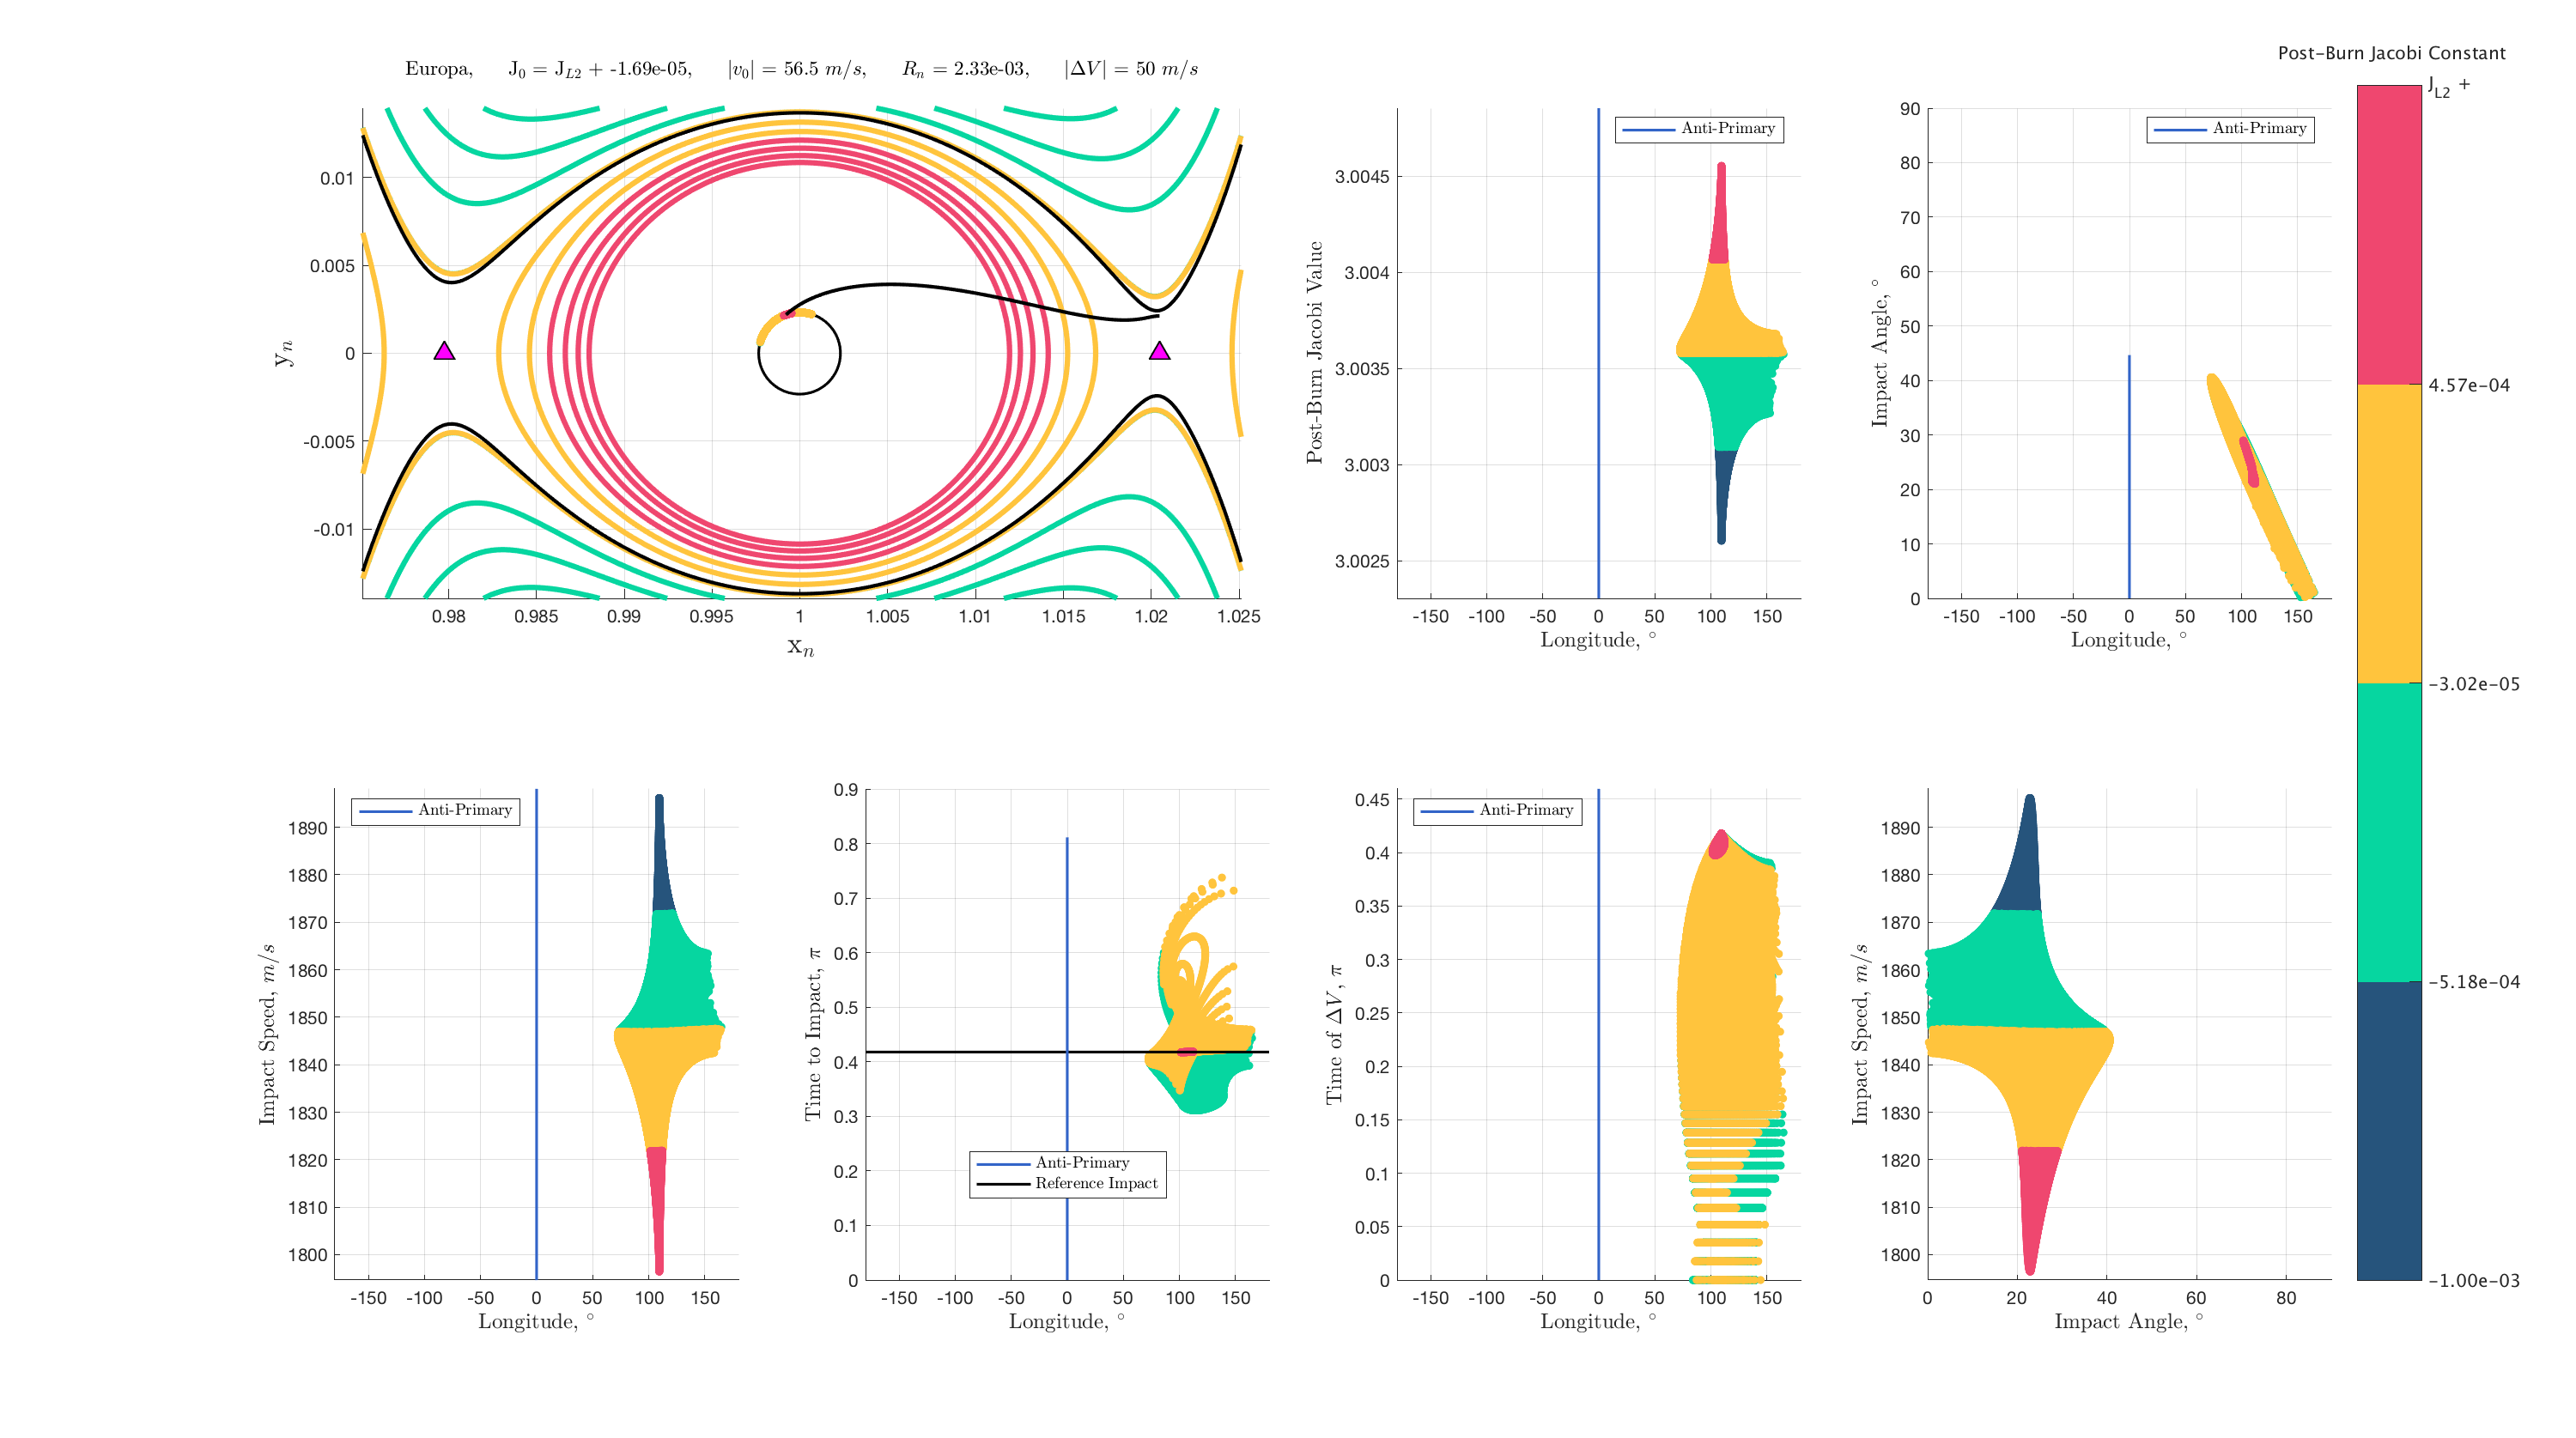 Europa, J0 = JL2 + -1.69e-05, |v0| = 56.5 m/s, Rn = 2.33e-03, |ΔV| = 50 m/s
0.01
0.005
0
-0.005
-0.01
yn
0.98 0.985 0.99 0.995 1 1.005 1.01 1.015 1.02 1.025
xn
Anti-Primary
3.0045
3.004
3.0035
3.003
3.0025
Post-Burn Jacobi Value
-150 -100 -50 0 50 100 150
Longitude, °
Anti-Primary
90
80
70
60
50
40
30
20
10
0
Impact Angle, °
-150 -100 -50 0 50 100 150
Longitude, °
Post-Burn Jacobi Constant
JL2 +
4.57e-04
-3.02e-05
-5.18e-04
-1.00e-03
Anti-Primary
1890
1880
1870
1860
1850
1840
1830
1820
1810
1800
Impact Speed, m/s
-150 -100 -50 0 50 100 150
Longitude, °
0.9
0.8
0.7
0.6
0.5
0.4
0.3
0.2
0.1
0
Time to Impact, π
Anti-Primary
Reference Impact
-150 -100 -50 0 50 100 150
Longitude, °
Anti-Primary
0.45
0.4
0.35
0.3
0.25
0.2
0.15
0.1
0.05
0
Time of ΔV, π
-150 -100 -50 0 50 100 150
Longitude, °
1890
1880
1870
1860
1850
1840
1830
1820
1810
1800
Impact Speed, m/s
0 20 40 60 80
Impact Angle, °